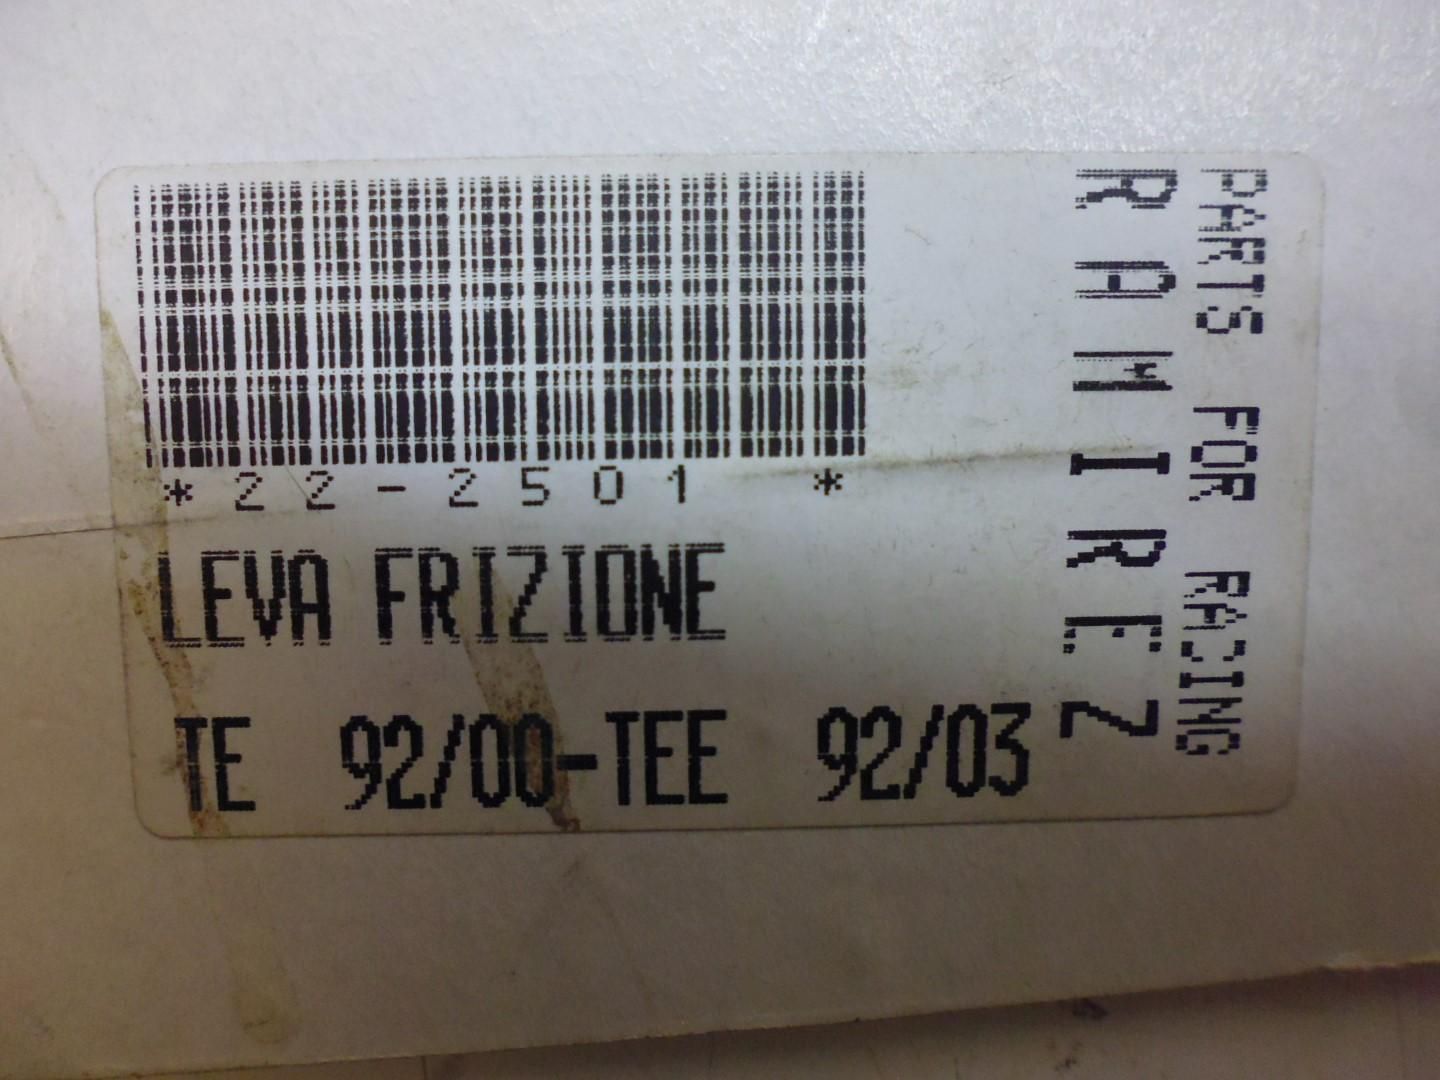 *22-2501 *
LEVA FRIZIONE
TE 92/00-TEE 92/03
RAMIREZ
PARTS FOR RACING